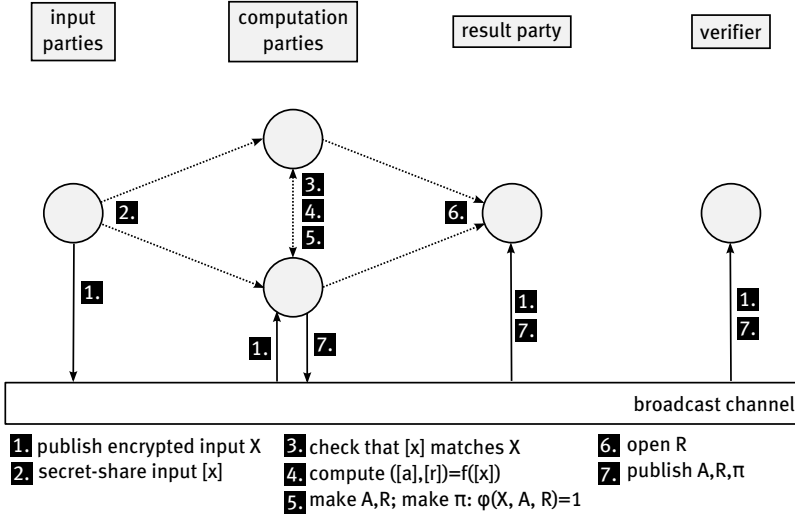 input
parties
computation
parties
result party
verifier
2.
3.
4.
5.
6.
1.
1.
7.
1.
7.
1.
7.
broadcast channel
1. publish encrypted input X
2. secret-share input [x]
3. check that [x] matches X
4. compute ([a],[r])=f([x])
5. make A,R; make π: φ(X, A, R)=1
6. open R
7. publish A,R,π